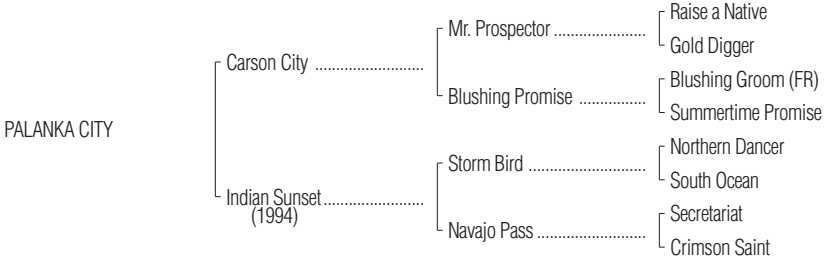 Raise a Native
Mr. Prospector ......................
Gold Digger
Carson City ..........................
Blushing Groom (FR)
Blushing Promise ................
Summertime Promise
PALANKA CITY
Northern Dancer
Storm Bird ............................
South Ocean
Indian Sunset ........................
(1994)
Secretariat
Navajo Pass ..........................
Crimson Saint